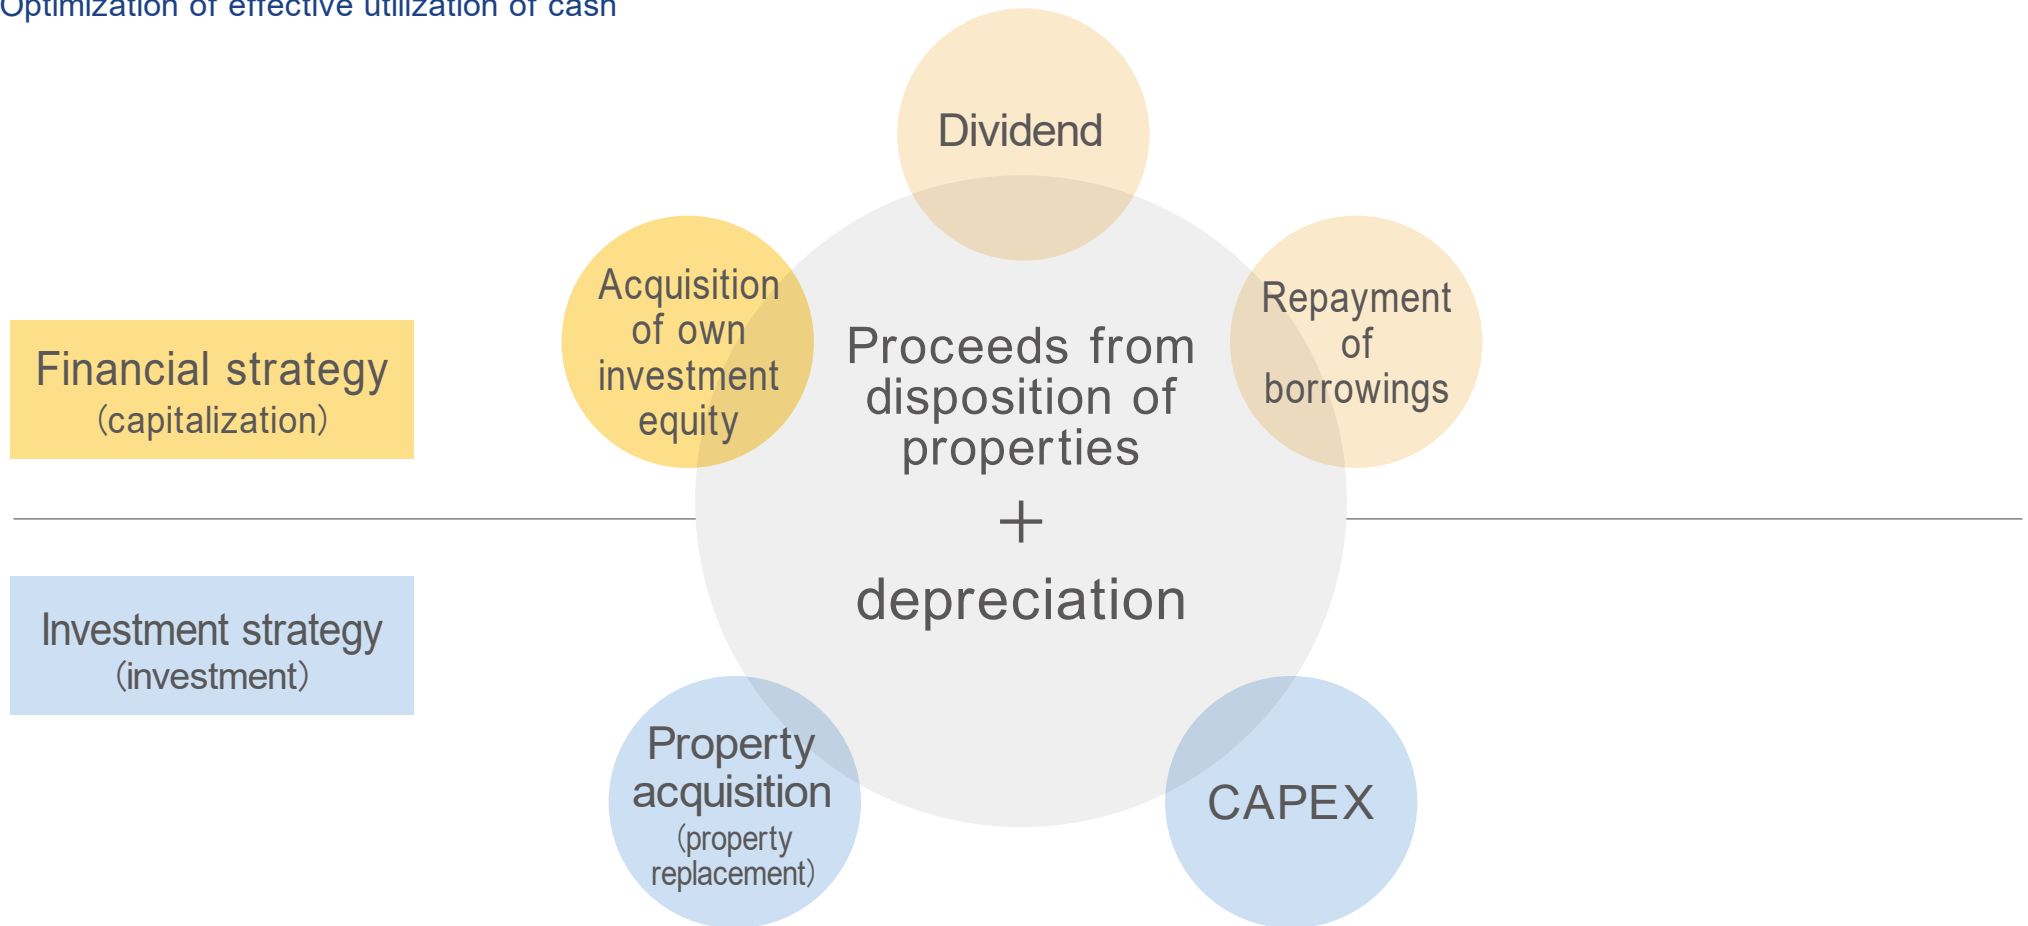 Optimization of effective utilization of cash
Dividend
Acquisition
of own
investment
equity
Repayment
of
borrowings
Proceeds from
disposition of
properties
+
depreciation
Financial strategy
(capitalization)
Investment strategy
(investment)
Property
acquisition
(property
replacement)
CAPEX